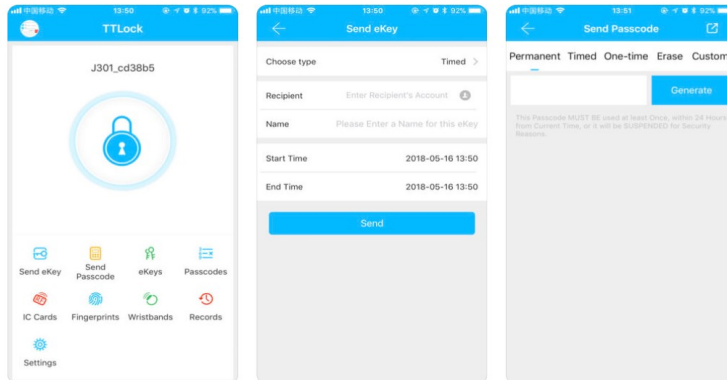 中国移动 13:50 92%
TTLock
J301_cd38b5
Send eKey
Send Passcode
eKeys
Passcodes
IC Cards
Fingerprints
Wristbands
Records
Settings
中国移动 13:50 92%
Send eKey
Choose type Timed >
Recipient Enter Recipient's Account
Name Please Enter a Name for this eKey
Start Time 2018-05-16 13:50
End Time 2018-05-16 13:50
Send
中国移动 13:51 92%
Send Passcode
Permanent Timed One-time Erase Custom
Generate
This Passcode MUST BE used at least Once, within 24 Hours
from Current Time, or it will be SUSPENDED for Security
Reasons.